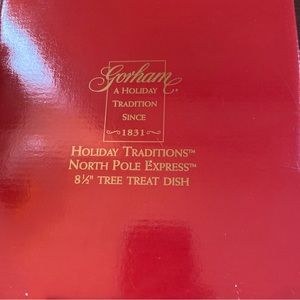 Gorham®
A HOLIDAY
TRADITION
SINCE
1831
HOLIDAY TRADITIONS™
NORTH POLE EXPRESS™
8½" TREE TREAT DISH